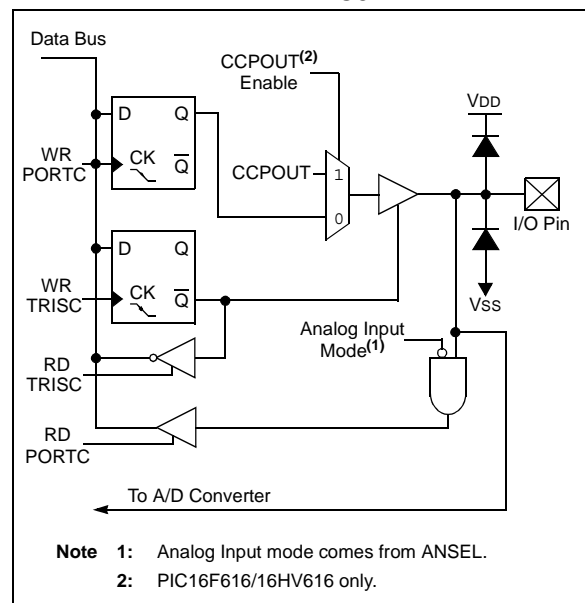 Data Bus
CCPOUT(2)
Enable
VDD
D Q
CK Q
WR
PORTC
CCPOUT
1
0
I/O Pin
D Q
CK Q
WR
TRISC
VSS
Analog Input
Mode(1)
RD
TRISC
RD
PORTC
To A/D Converter
Note 1: Analog Input mode comes from ANSEL.
2: PIC16F616/16HV616 only.